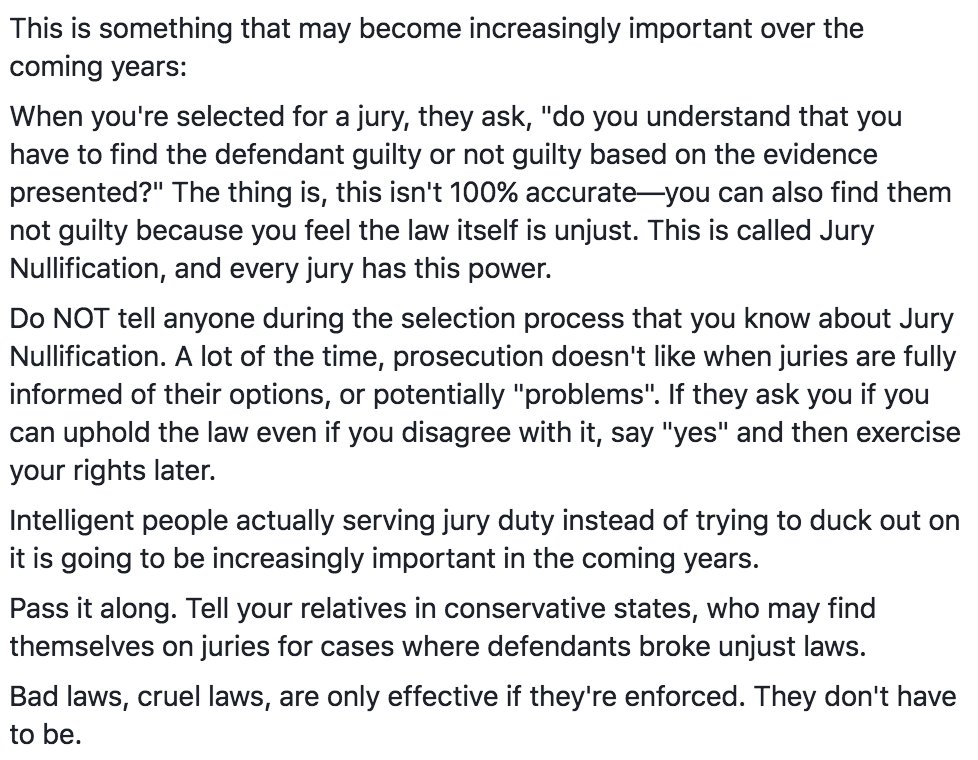 This is something that may become increasingly important over the
coming years:
When you're selected for a jury, they ask, "do you understand that you
have to find the defendant guilty or not guilty based on the evidence
presented?" The thing is, this isn't 100% accurate—you can also find them
not guilty because you feel the law itself is unjust. This is called Jury
Nullification, and every jury has this power.
Do NOT tell anyone during the selection process that you know about Jury
Nullification. A lot of the time, prosecution doesn't like when juries are fully
informed of their options, or potentially "problems". If they ask you if you
can uphold the law even if you disagree with it, say "yes" and then exercise
your rights later.
Intelligent people actually serving jury duty instead of trying to duck out on
it is going to be increasingly important in the coming years.
Pass it along. Tell your relatives in conservative states, who may find
themselves on juries for cases where defendants broke unjust laws.
Bad laws, cruel laws, are only effective if they're enforced. They don't have
to be.